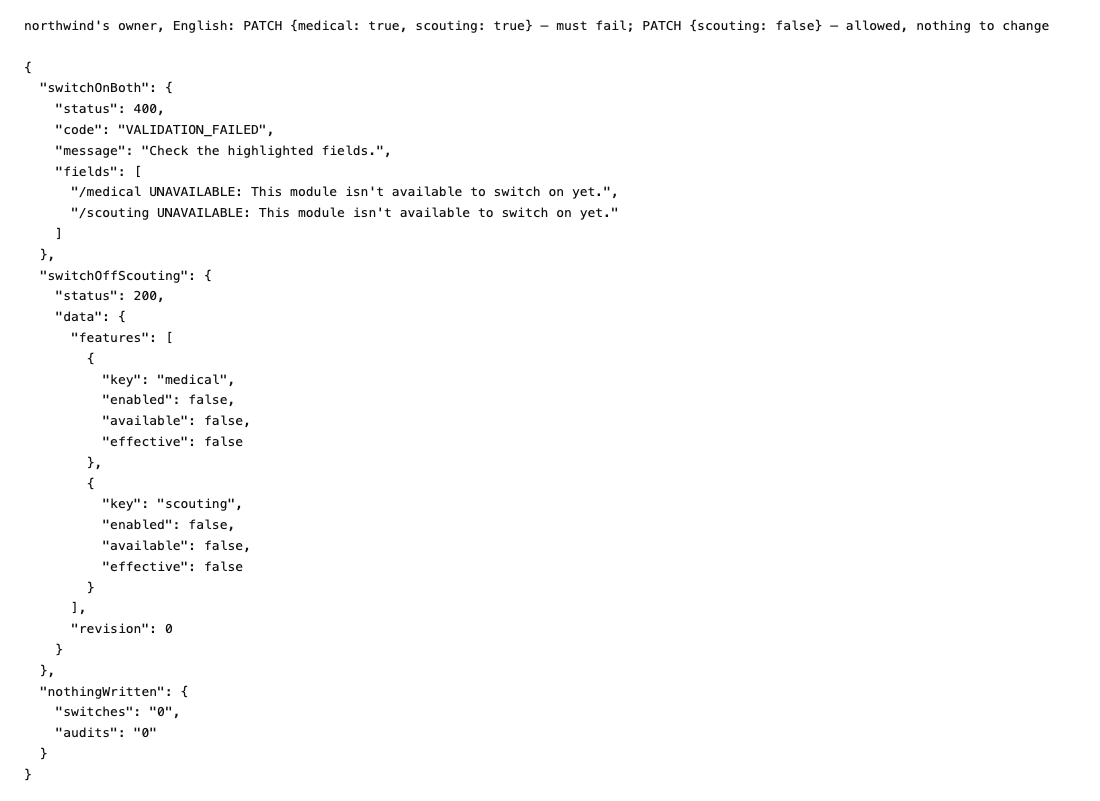 northwind's owner, English: PATCH {medical: true, scouting: true} — must fail; PATCH {scouting: false} — allowed, nothing to change
{
  "switchOnBoth": {
    "status": 400,
    "code": "VALIDATION_FAILED",
    "message": "Check the highlighted fields.",
    "fields": [
      "/medical UNAVAILABLE: This module isn't available to switch on yet.",
      "/scouting UNAVAILABLE: This module isn't available to switch on yet."
    ]
  },
  "switchOffScouting": {
    "status": 200,
    "data": {
      "features": [
        {
          "key": "medical",
          "enabled": false,
          "available": false,
          "effective": false
        },
        {
          "key": "scouting",
          "enabled": false,
          "available": false,
          "effective": false
        }
      ],
      "revision": 0
    }
  },
  "nothingWritten": {
    "switches": "0",
    "audits": "0"
  }
}